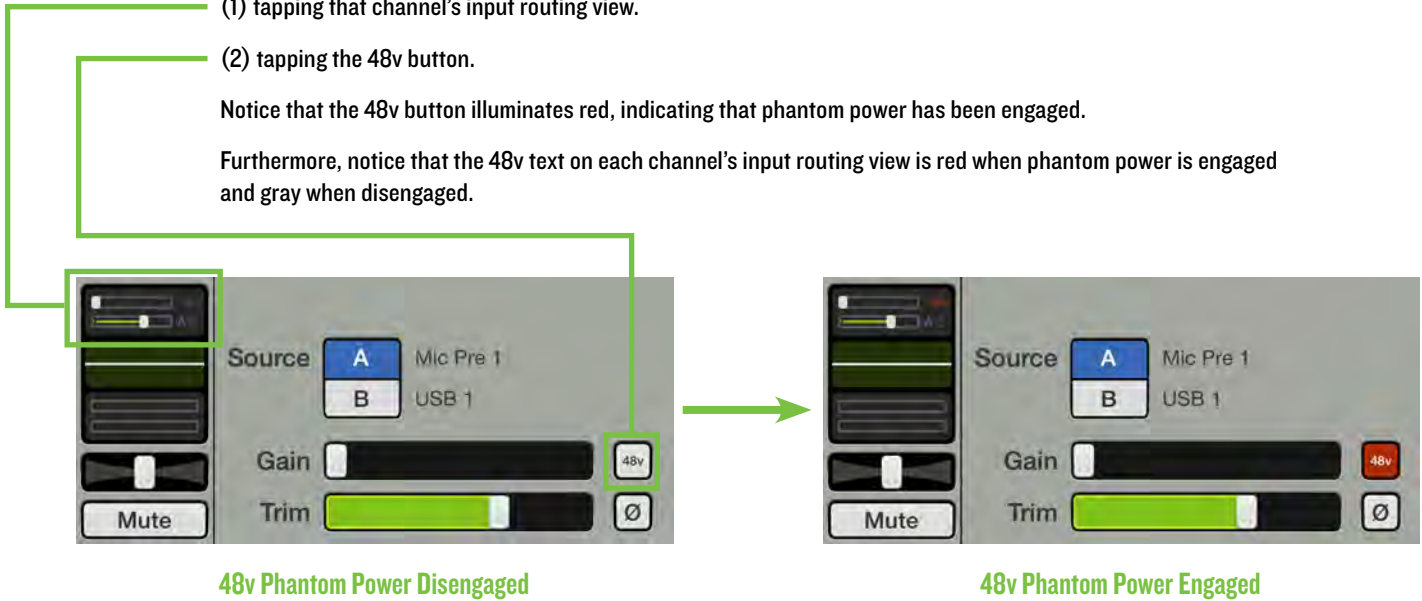 (1) tapping that channel's input routing view.
(2) tapping the 48v button.
Notice that the 48v button illuminates red, indicating that phantom power has been engaged.
Furthermore, notice that the 48v text on each channel's input routing view is red when phantom power is engaged
and gray when disengaged.
Source A Mic Pre 1
B USB 1
Gain 48v
Mute Trim Ø
Source A Mic Pre 1
B USB 1
Gain 48v
Mute Trim Ø
48v Phantom Power Disengaged
48v Phantom Power Engaged